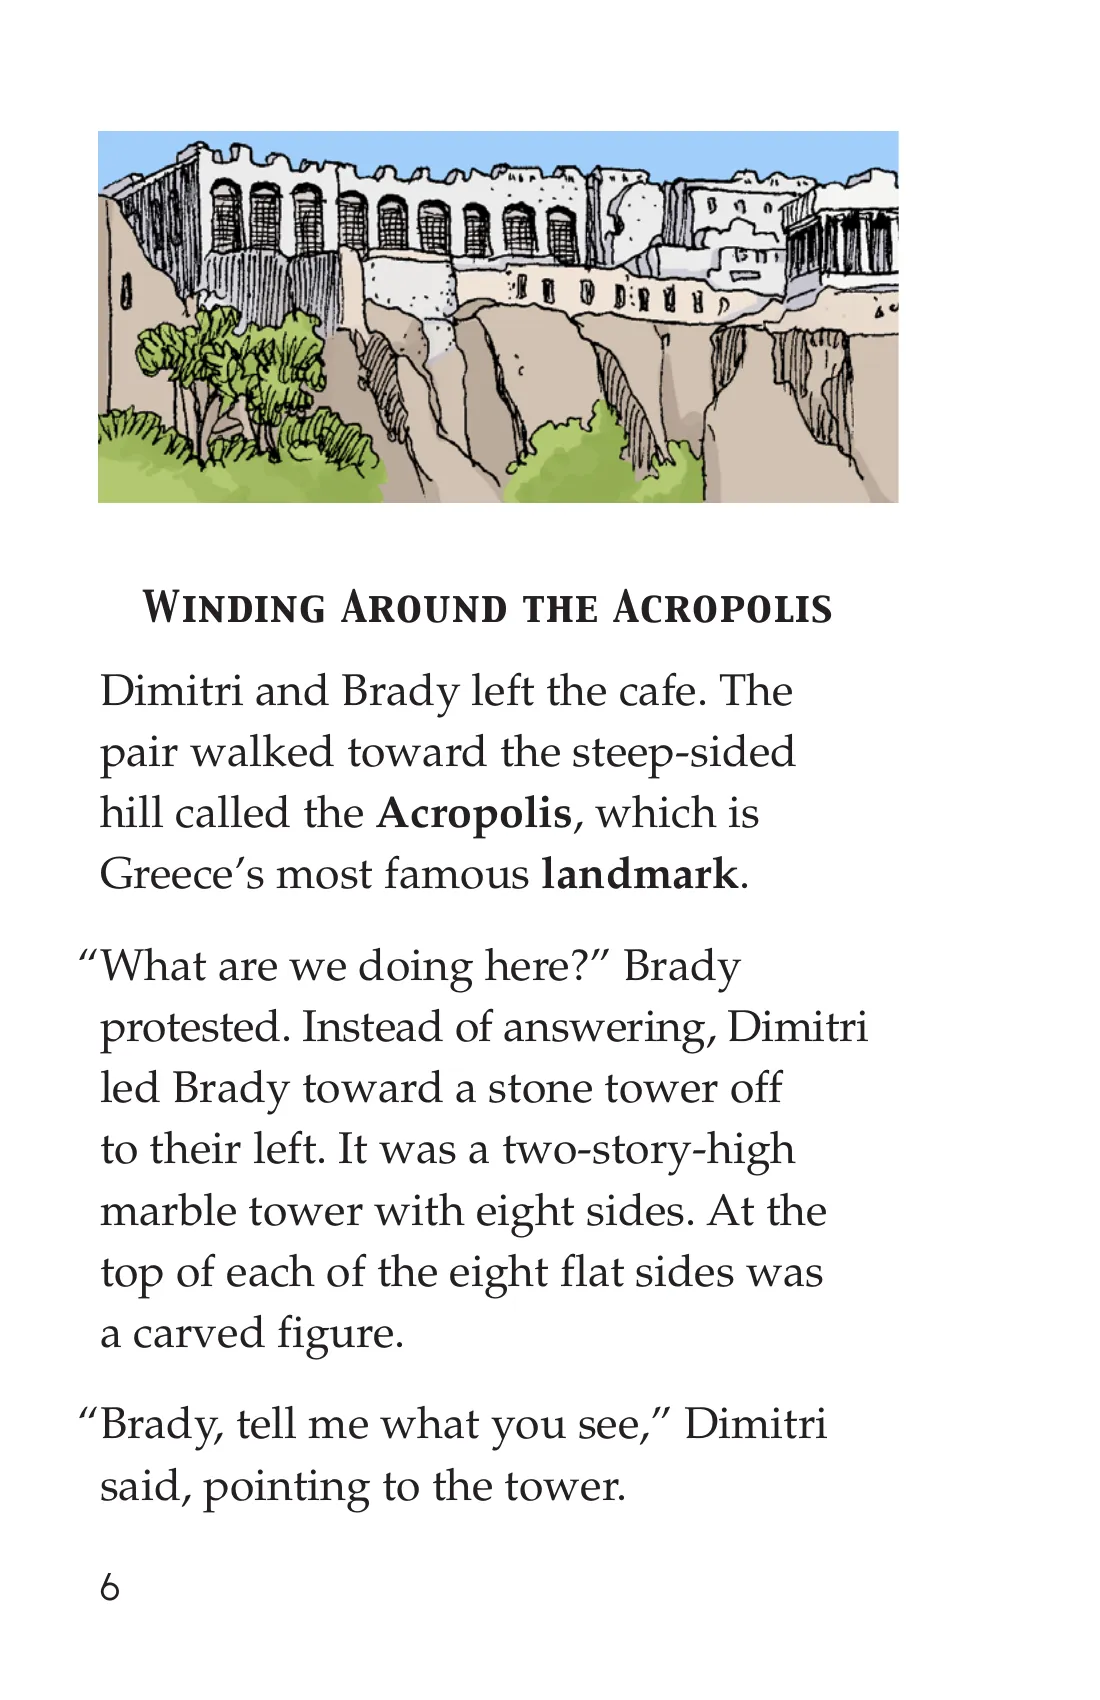 Winding Around the Acropolis
Dimitri and Brady left the cafe. The
pair walked toward the steep-sided
hill called the Acropolis, which is
Greece’s most famous landmark.
“What are we doing here?” Brady
protested. Instead of answering, Dimitri
led Brady toward a stone tower off
to their left. It was a two-story-high
marble tower with eight sides. At the
top of each of the eight flat sides was
a carved figure.
“Brady, tell me what you see,” Dimitri
said, pointing to the tower.
6